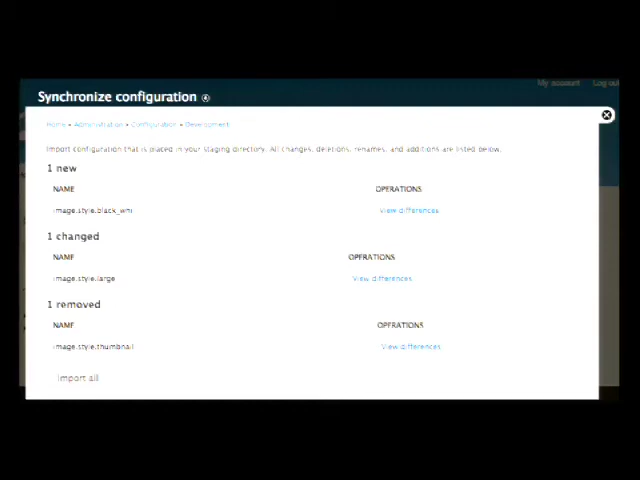 My account Log out
Synchronize configuration
Home • Administration • Configuration • Development
Import configuration that is placed in your staging directory. All changes, deletions, renames, and additions are listed below.
1 new
NAME OPERATIONS
image.style.black_wmi View differences
1 changed
NAME OPERATIONS
image.style.large View differences
1 removed
NAME OPERATIONS
image.style.thumbnail View differences
Import all